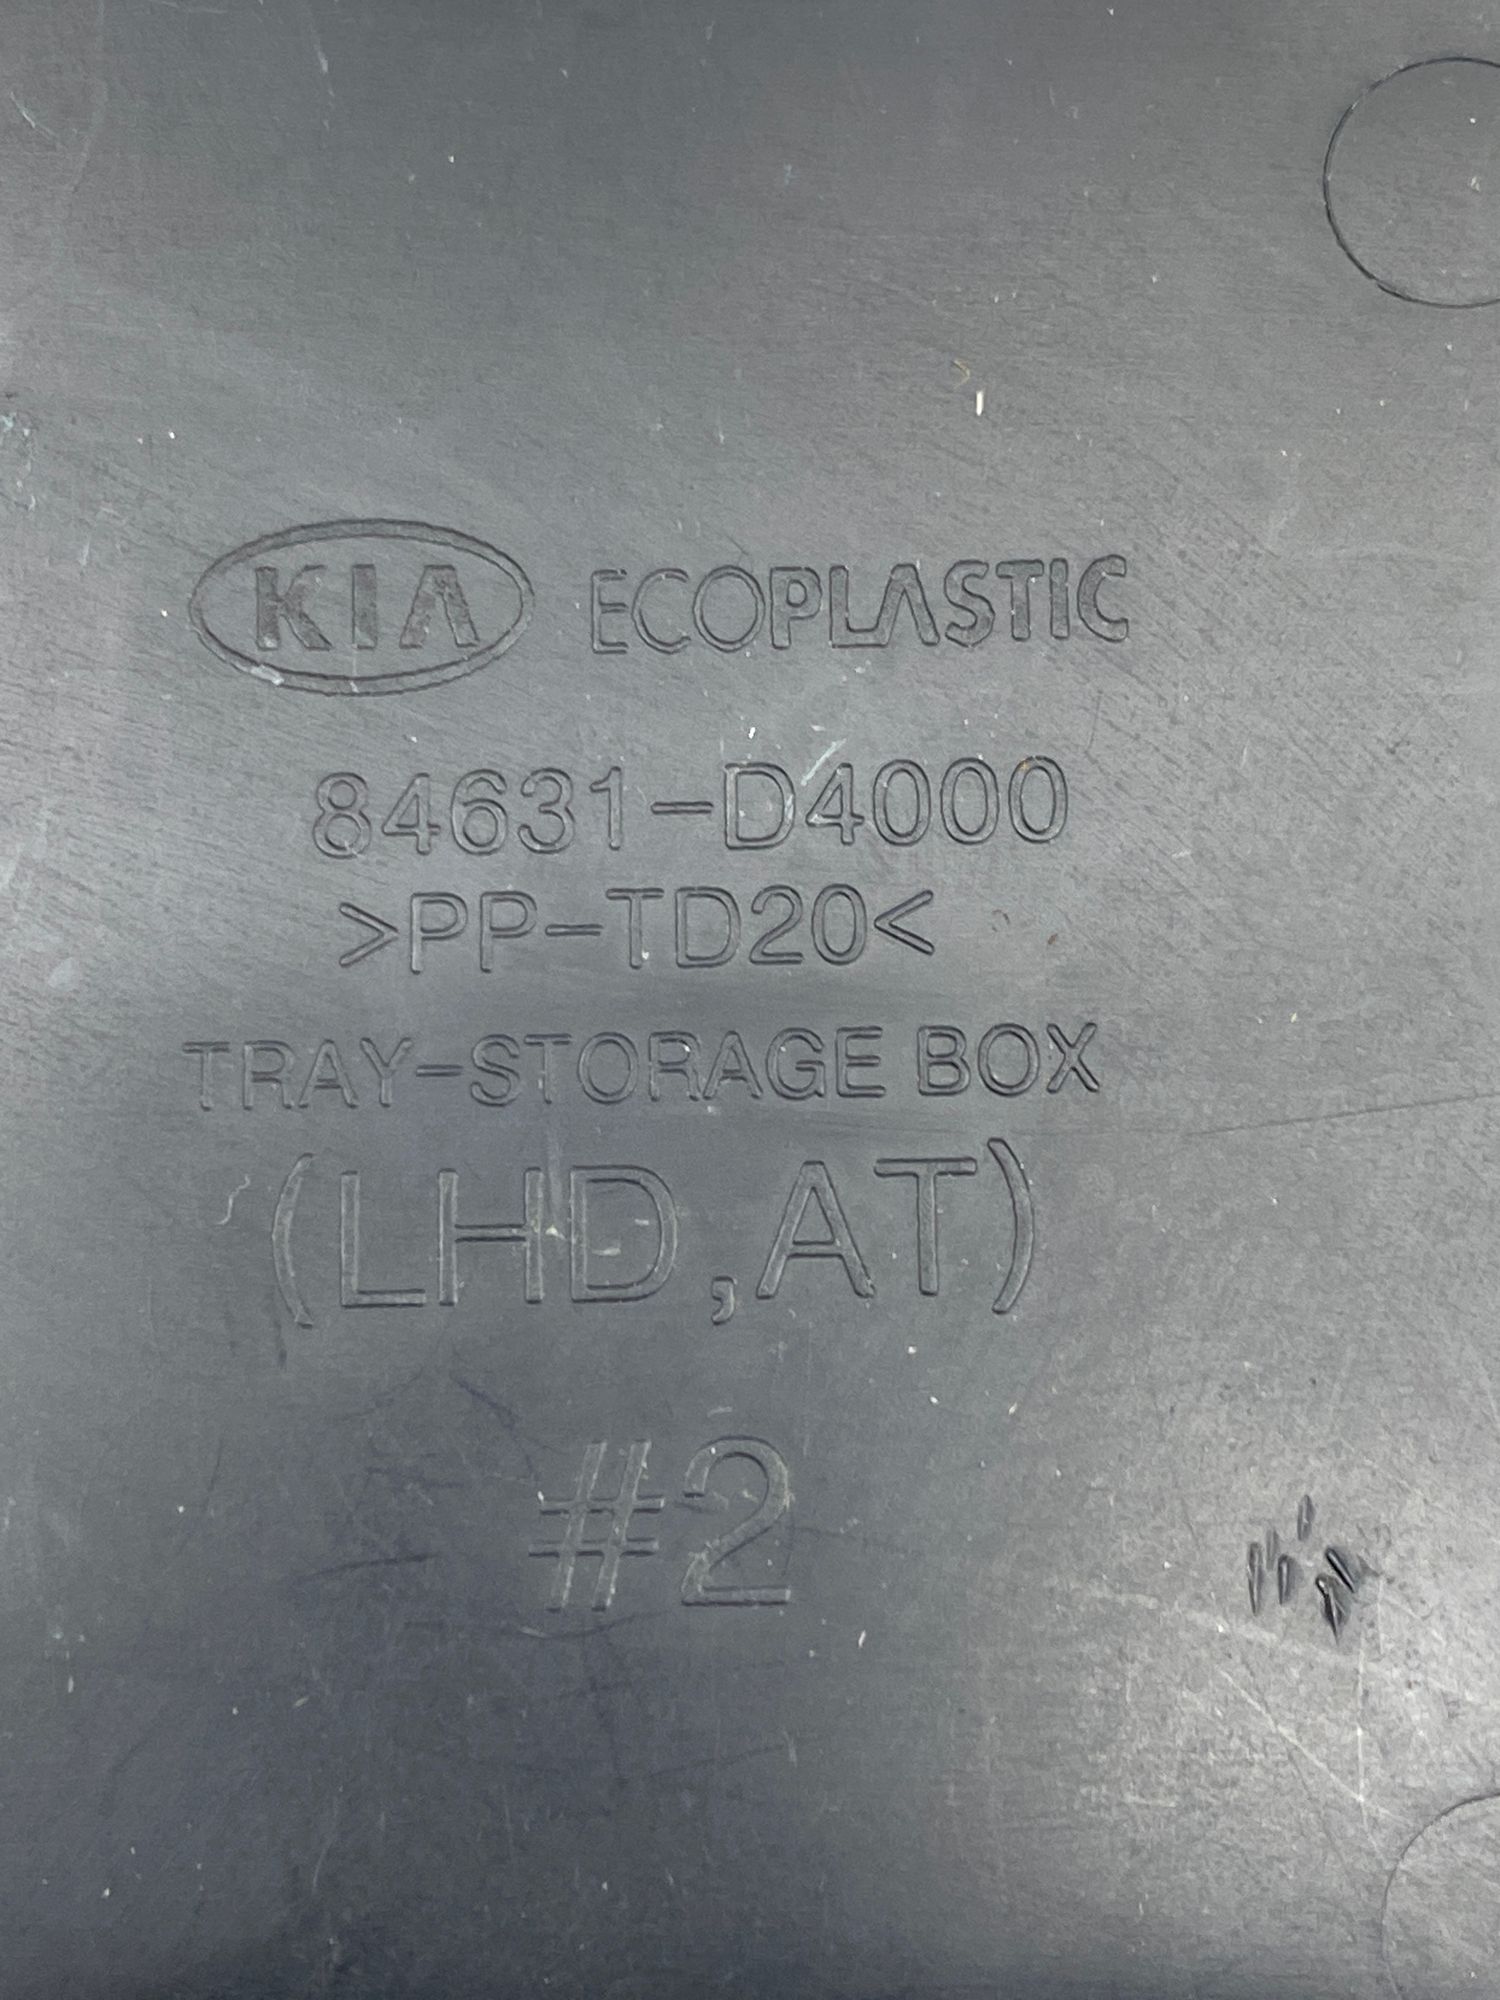 KIA ECOPLASTIC
84631-D4000
>PP-TD20<
TRAY-STORAGE BOX
(LHD,AT)
#2